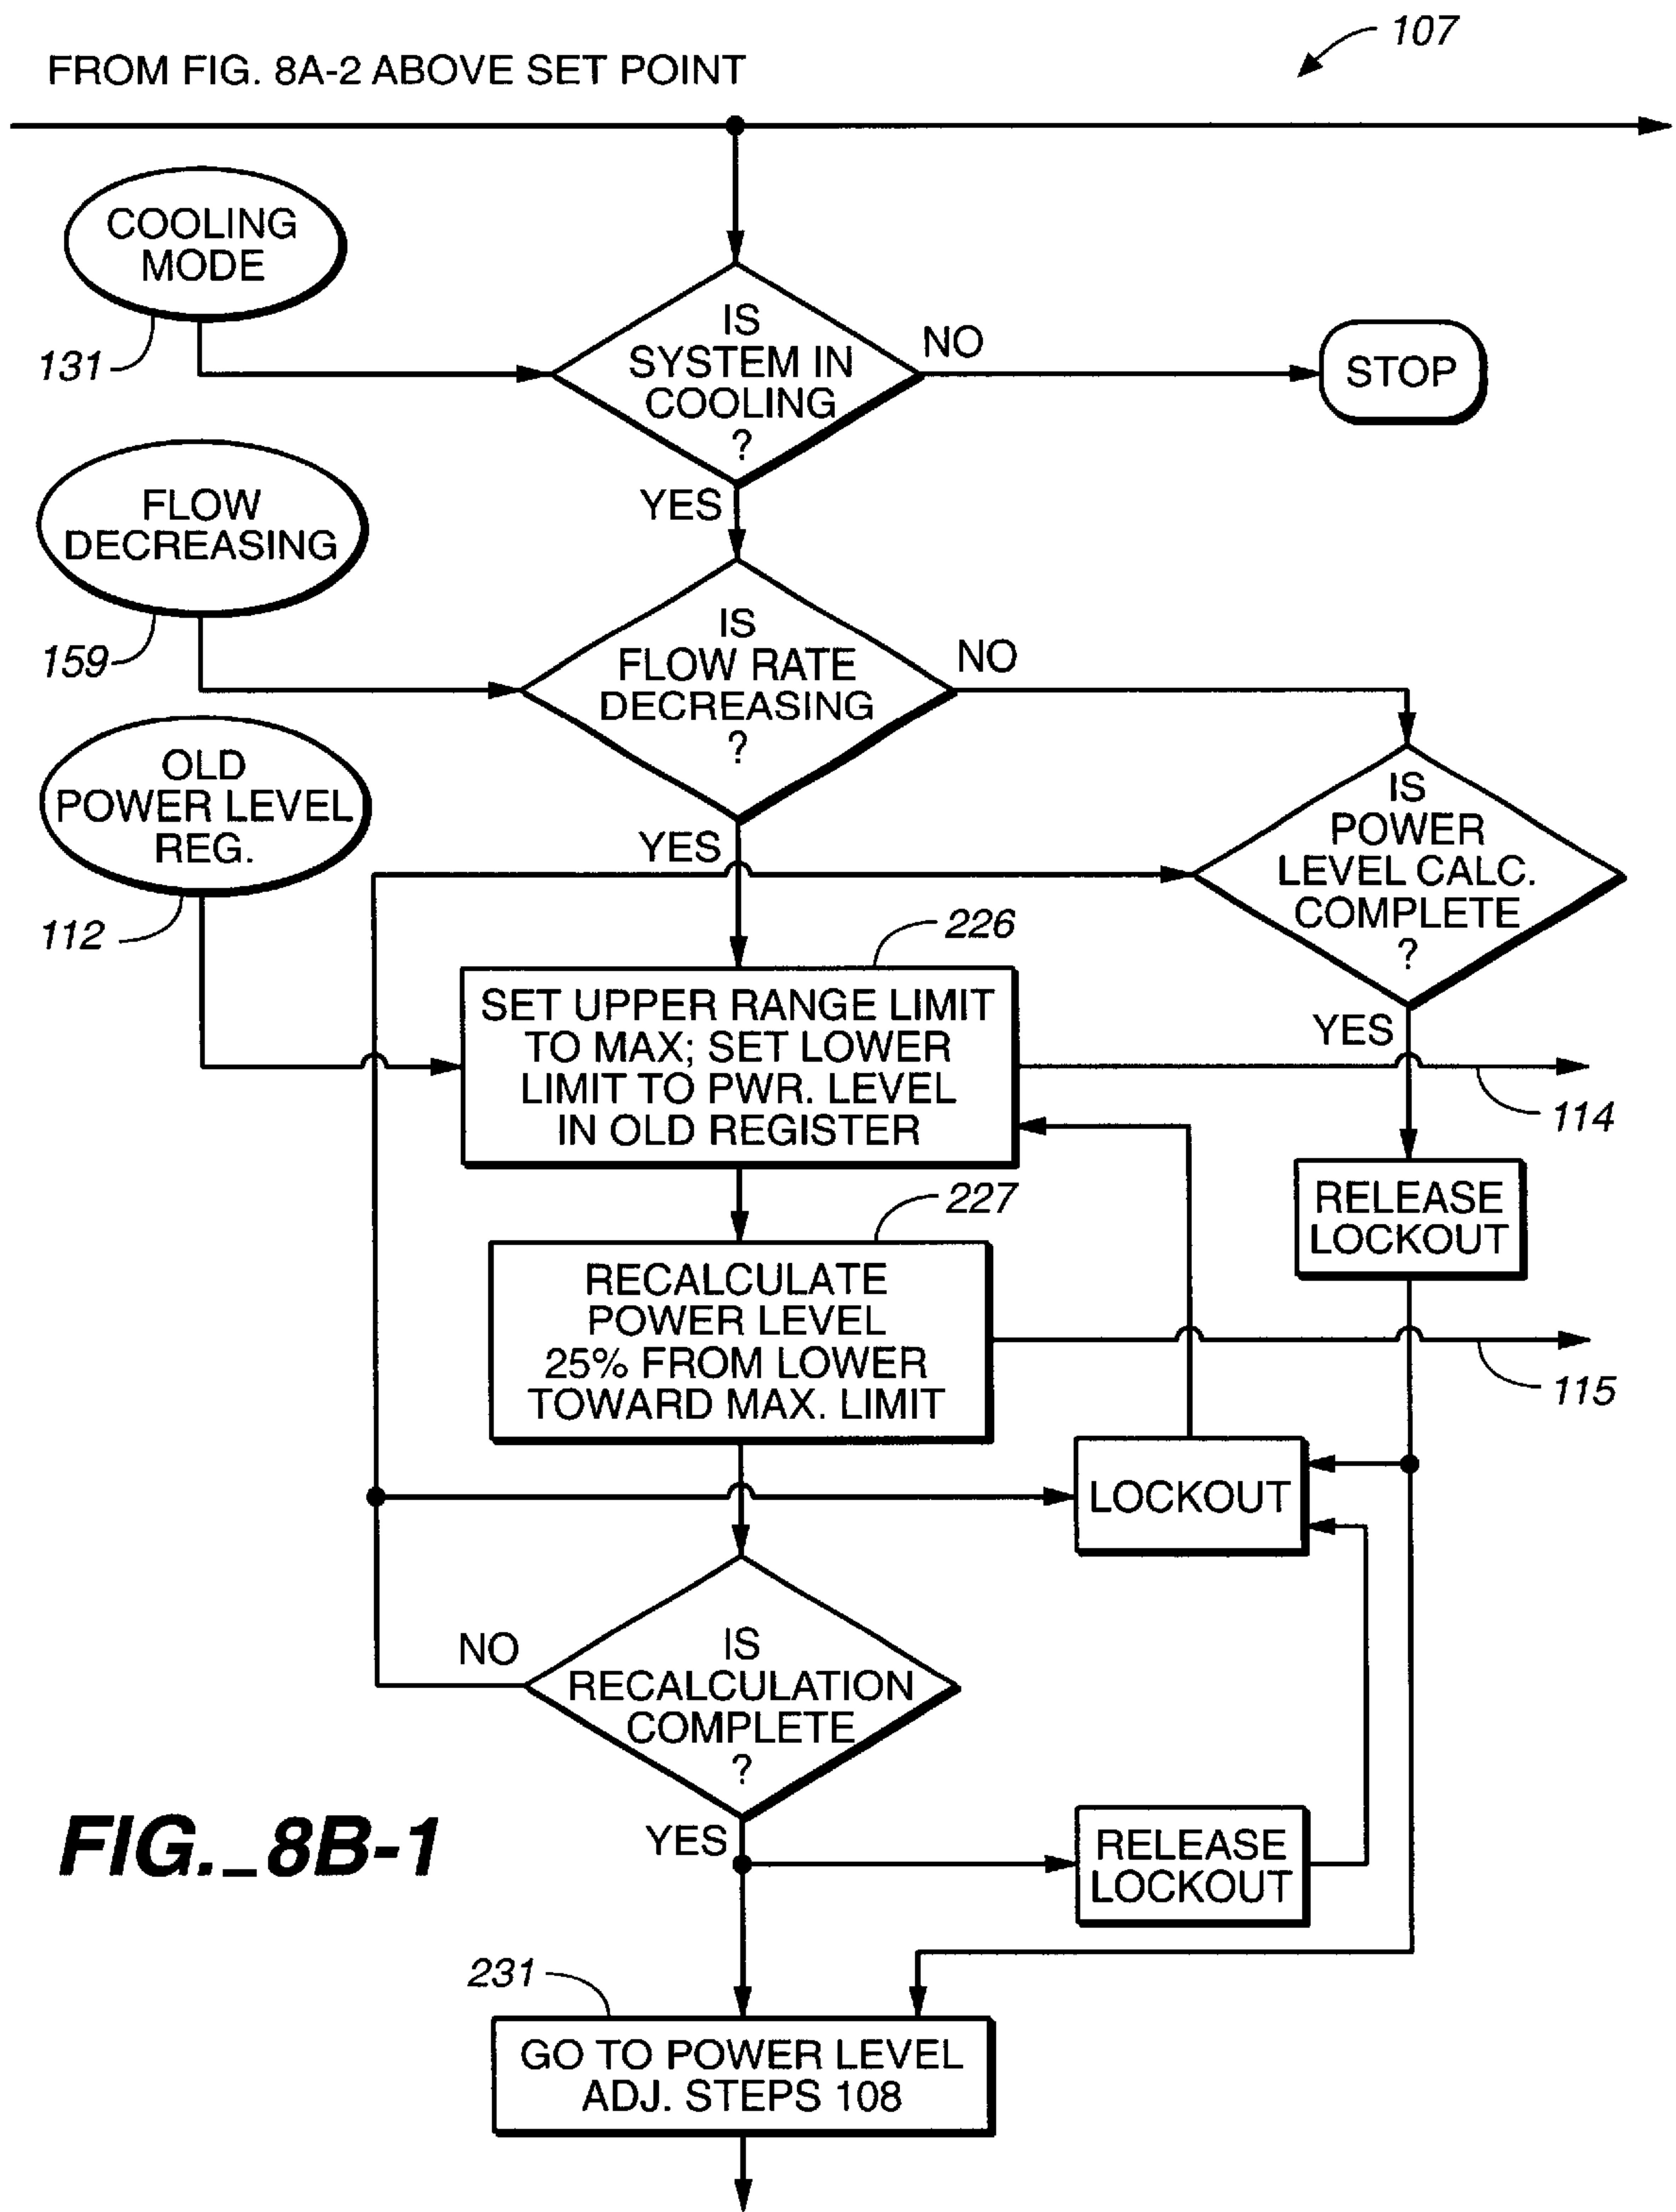 107
FROM FIG. 8A-2 ABOVE SET POINT
COOLING
MODE
131
IS
SYSTEM IN
COOLING
?
NO
STOP
YES
FLOW
DECREASING
159
IS
FLOW RATE
DECREASING
?
NO
YES
OLD
POWER LEVEL
REG.
112
IS
POWER
LEVEL CALC.
COMPLETE
?
YES
226
SET UPPER RANGE LIMIT
TO MAX; SET LOWER
LIMIT TO PWR. LEVEL
IN OLD REGISTER
114
RELEASE
LOCKOUT
227
RECALCULATE
POWER LEVEL
25% FROM LOWER
TOWARD MAX. LIMIT
115
LOCKOUT
NO
IS
RECALCULATION
COMPLETE
?
YES
RELEASE
LOCKOUT
FIG._8B-1
231
GO TO POWER LEVEL
ADJ. STEPS 108